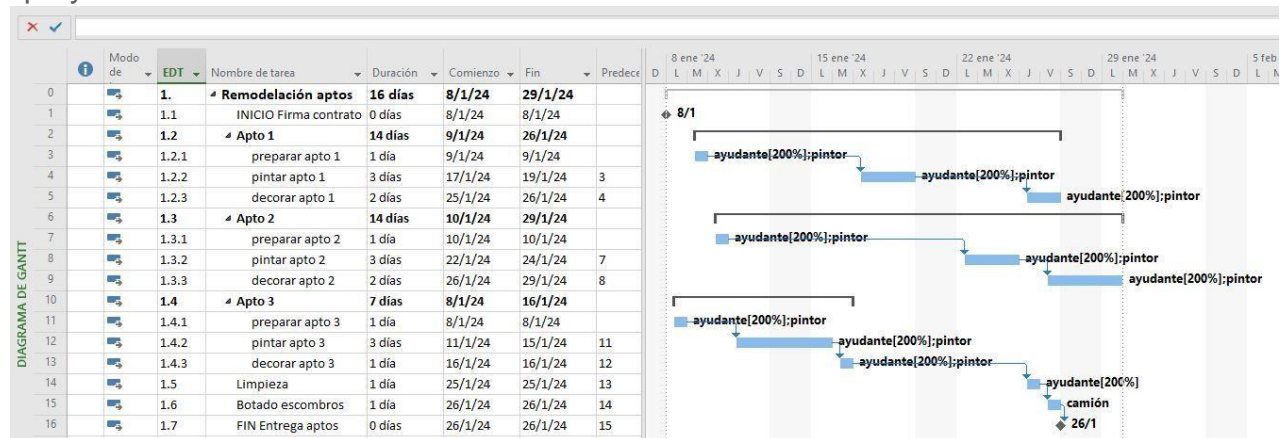 Modo de EDT Nombre de tarea Duración Comienzo Fin Predece
D 8 ene '24 15 ene '24 22 ene '24 29 ene '24 5 feb
L M X J V S D L M X J V S D L M X J V S D L M X J V S D L
0 1. Remodelación aptos 16 días 8/1/24 29/1/24
1 1.1 INICIO Firma contrato 0 días 8/1/24 8/1/24 8/1
2 1.2 Apto 1 14 días 9/1/24 26/1/24
3 1.2.1 preparar apto 1 1 día 9/1/24 9/1/24 ayudante[200%];pintor
4 1.2.2 pintar apto 1 3 días 17/1/24 19/1/24 3 ayudante[200%];pintor
5 1.2.3 decorar apto 1 2 días 25/1/24 26/1/24 4 ayudante[200%];pintor
6 1.3 Apto 2 14 días 10/1/24 29/1/24
7 1.3.1 preparar apto 2 1 día 10/1/24 10/1/24 ayudante[200%];pintor
8 1.3.2 pintar apto 2 3 días 22/1/24 24/1/24 7 ayudante[200%];pintor
9 1.3.3 decorar apto 2 2 días 26/1/24 29/1/24 8 ayudante[200%];pintor
10 1.4 Apto 3 7 días 8/1/24 16/1/24
11 1.4.1 preparar apto 3 1 día 8/1/24 8/1/24 ayudante[200%];pintor
12 1.4.2 pintar apto 3 3 días 11/1/24 15/1/24 11 ayudante[200%];pintor
13 1.4.3 decorar apto 3 1 día 16/1/24 16/1/24 12 ayudante[200%];pintor
14 1.5 Limpieza 1 día 25/1/24 25/1/24 13 ayudante[200%]
15 1.6 Botado escombros 1 día 26/1/24 26/1/24 14 camión
16 1.7 FIN Entrega aptos 0 días 26/1/24 26/1/24 15 26/1
DIAGRAMA DE GANTT